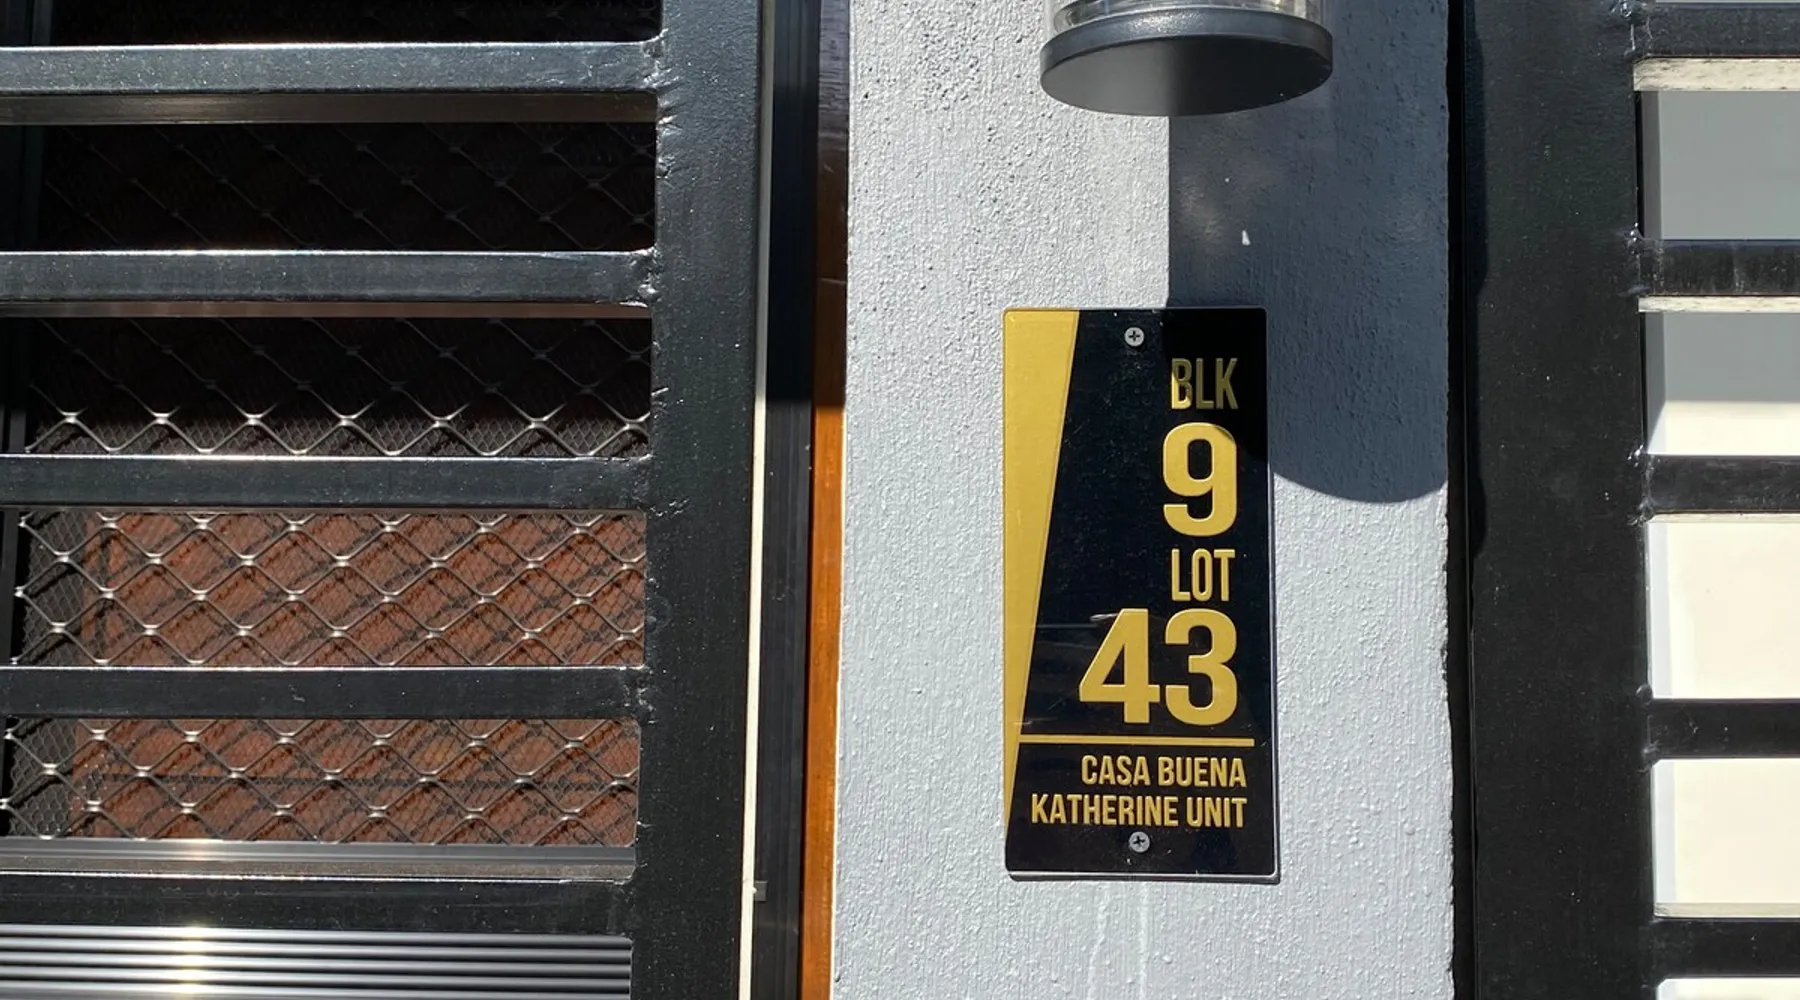 BLK
9
LOT
43
CASA BUENA
KATHERINE UNIT